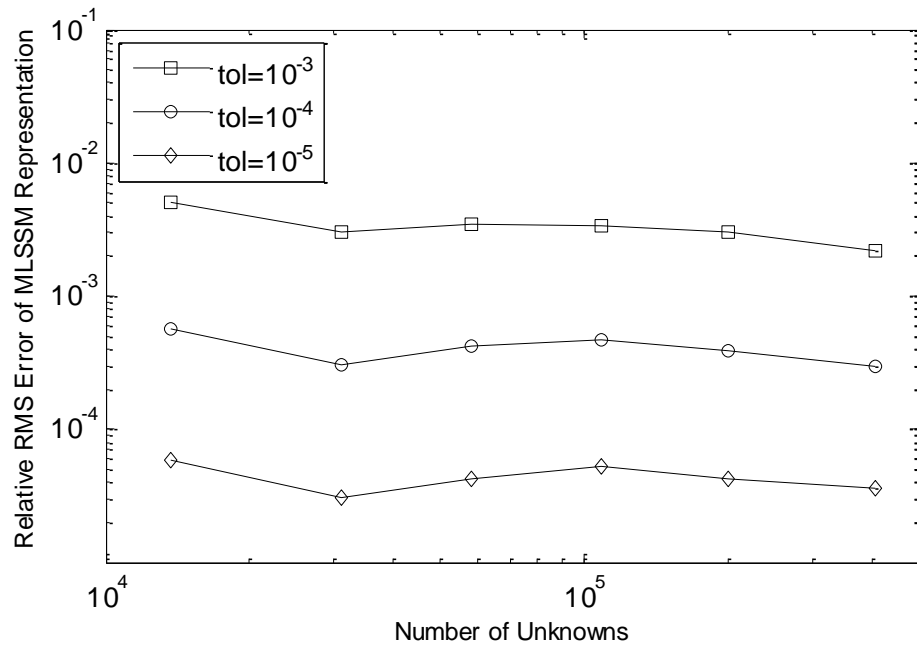 Relative RMS Error of MLSSM Representation
10^-1
10^-2
10^-3
10^-4
tol=10^-3
tol=10^-4
tol=10^-5
10^4
10^5
Number of Unknowns